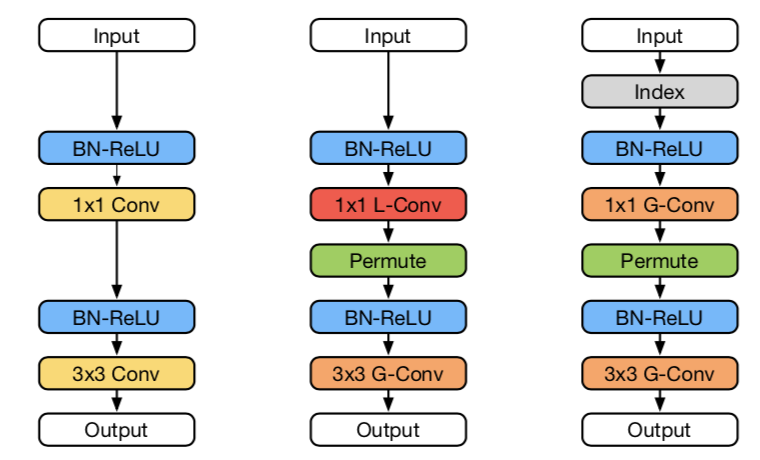 Input
BN-ReLU
1x1 Conv
BN-ReLU
3x3 Conv
Output
Input
BN-ReLU
1x1 L-Conv
Permute
BN-ReLU
3x3 G-Conv
Output
Input
Index
BN-ReLU
1x1 G-Conv
Permute
BN-ReLU
3x3 G-Conv
Output